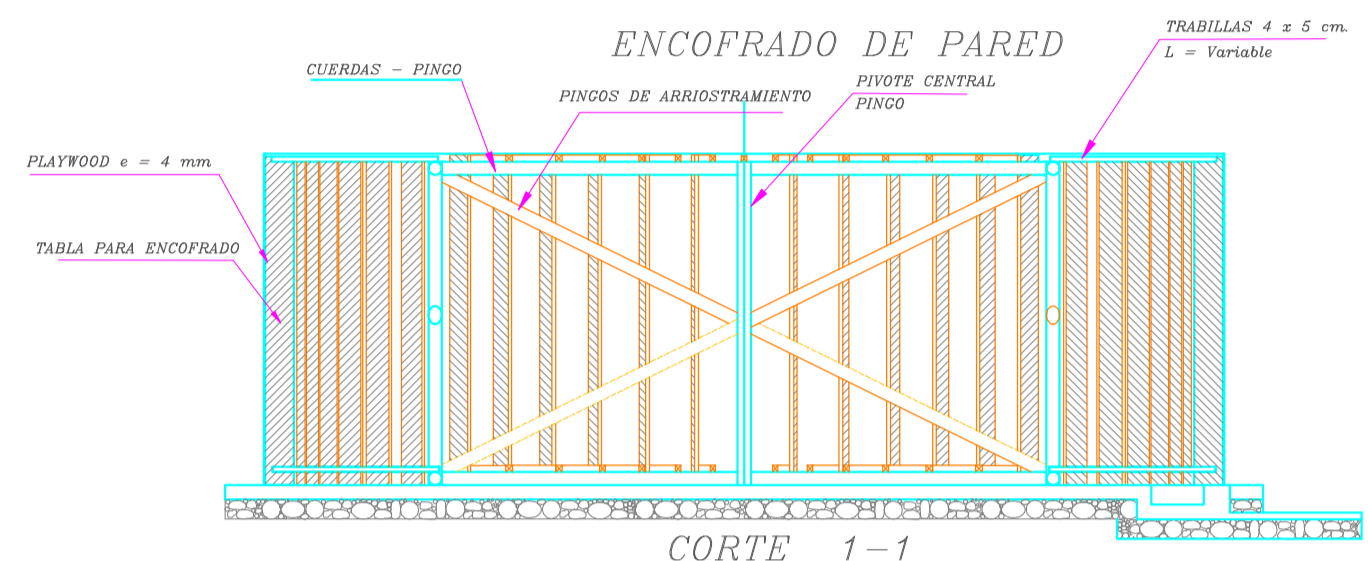 ENCOFRADO DE PARED
TRABILLAS 4 x 5 cm.
L = Variable
CUERDAS - PINGO
PINGOS DE ARRIOSTRAMIENTO
PIVOTE CENTRAL
PINGO
PLAYWOOD e = 4 mm
TABLA PARA ENCOFRADO
CORTE 1-1